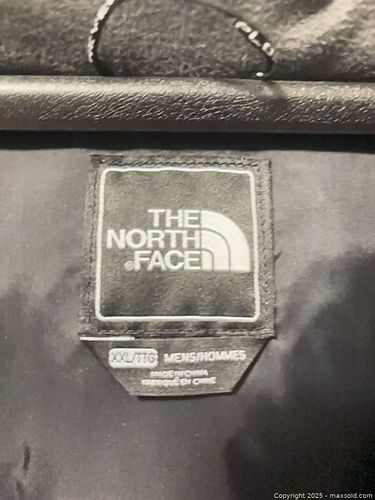 THE
NORTH
®FACE
XXL/TTG MENS/HOMMES
MADE IN CHINA
FABRIQUÉ EN CHINE
Copyright © 2025 - maxsold.com